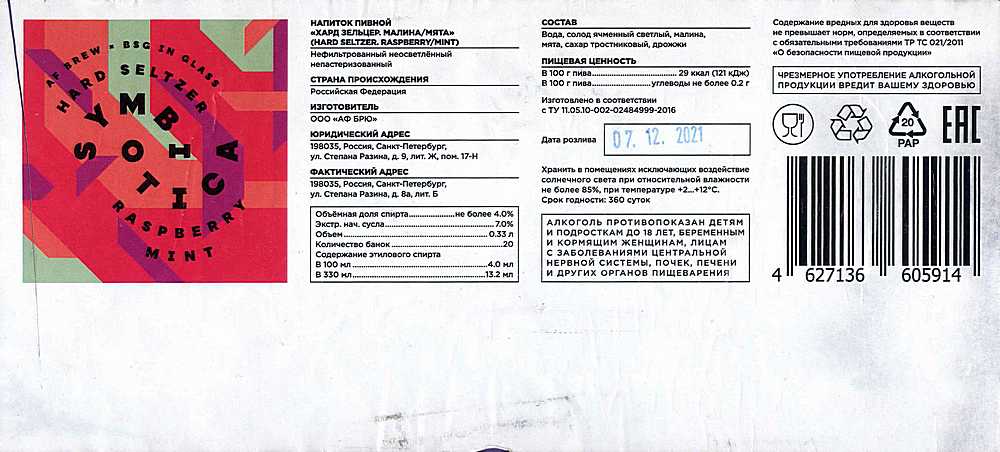 AF BREW × BSG IN GLASS
HARD SELTZER
SYMBIOTICA
RASPBERRY
MINT
НАПИТОК ПИВНОЙ
«ХАРД ЗЕЛЬЦЕР. МАЛИНА/МЯТА»
(HARD SELTZER. RASPBERRY/MINT)
Нефильтрованный неосветлённый
непастеризованный
СТРАНА ПРОИСХОЖДЕНИЯ
Российская Федерация
ИЗГОТОВИТЕЛЬ
ООО «АФ БРЮ»
ЮРИДИЧЕСКИЙ АДРЕС
198035, Россия, Санкт-Петербург,
ул. Степана Разина, д. 9, лит. Ж, пом. 17-Н
ФАКТИЧЕСКИЙ АДРЕС
198035, Россия, Санкт-Петербург,
ул. Степана Разина, д. 8а, лит. Б
Объёмная доля спирта не более 4.0%
Экстр. нач. сусла 7.0%
Объем 0.33 л
Количество банок 20
Содержание этилового спирта
В 100 мл 4.0 мл
В 330 мл 13.2 мл
СОСТАВ
Вода, солод ячменный светлый, малина,
мята, сахар тростниковый, дрожжи
ПИЩЕВАЯ ЦЕННОСТЬ
В 100 г пива 29 ккал (121 кДж)
В 100 г пива углеводы не более 0.2 г
Изготовлено в соответствии
с ТУ 11.05.10-002-02484999-2016
Дата розлива 07. 12. 2021
Хранить в помещениях исключающих воздействие
солнечного света при относительной влажности
не более 85%, при температуре +2...+12°С.
Срок годности: 360 суток
АЛКОГОЛЬ ПРОТИВОПОКАЗАН ДЕТЯМ
И ПОДРОСТКАМ ДО 18 ЛЕТ, БЕРЕМЕННЫМ
И КОРМЯЩИМ ЖЕНЩИНАМ, ЛИЦАМ
С ЗАБОЛЕВАНИЯМИ ЦЕНТРАЛЬНОЙ
НЕРВНОЙ СИСТЕМЫ, ПОЧЕК, ПЕЧЕНИ
И ДРУГИХ ОРГАНОВ ПИЩЕВАРЕНИЯ
Содержание вредных для здоровья веществ
не превышает норм, определяемых в соответствии
с обязательными требованиями ТР ТС 021/2011
«О безопасности пищевой продукции»
ЧРЕЗМЕРНОЕ УПОТРЕБЛЕНИЕ АЛКОГОЛЬНОЙ
ПРОДУКЦИИ ВРЕДИТ ВАШЕМУ ЗДОРОВЬЮ
20
PAP
EAC
4 627136 605914